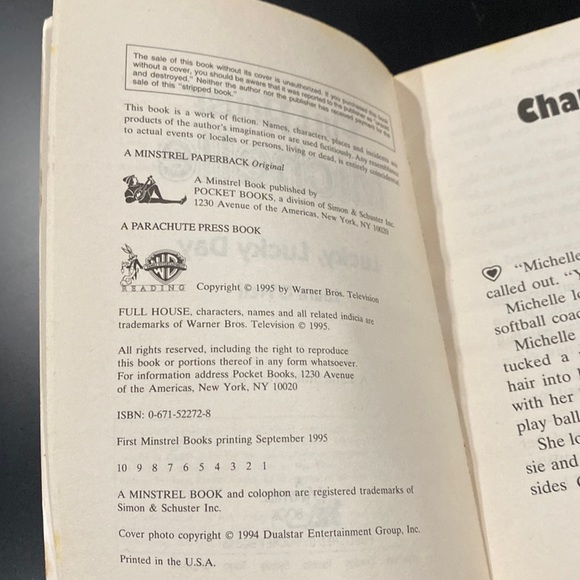 The sale of this book without its cover is unauthorized. If you purchased this book
without a cover, you should be aware that it was reported to the publisher as "unsold
and destroyed." Neither the author nor the publisher has received payment for the
sale of this "stripped book."
This book is a work of fiction. Names, characters, places and incidents are
products of the author's imagination or are used fictitiously. Any resemblance
to actual events or locales or persons, living or dead, is entirely coincidental.
A MINSTREL PAPERBACK Original
A Minstrel Book published by
POCKET BOOKS, a division of Simon & Schuster Inc.
1230 Avenue of the Americas, New York, NY 10020
A PARACHUTE PRESS BOOK
WB
READING
Copyright © 1995 by Warner Bros. Television
FULL HOUSE, characters, names and all related indicia are
trademarks of Warner Bros. Television © 1995.
All rights reserved, including the right to reproduce
this book or portions thereof in any form whatsoever.
For information address Pocket Books, 1230 Avenue
of the Americas, New York, NY 10020
ISBN: 0-671-52272-8
First Minstrel Books printing September 1995
10 9 8 7 6 5 4 3 2 1
A MINSTREL BOOK and colophon are registered trademarks of
Simon & Schuster Inc.
Cover photo copyright © 1994 Dualstar Entertainment Group, Inc.
Printed in the U.S.A.
Cha
"Michelle
called out. "
Michelle
softball coac
Michelle
tucked a
hair into
with her
play ball
She lo
sie and
sides